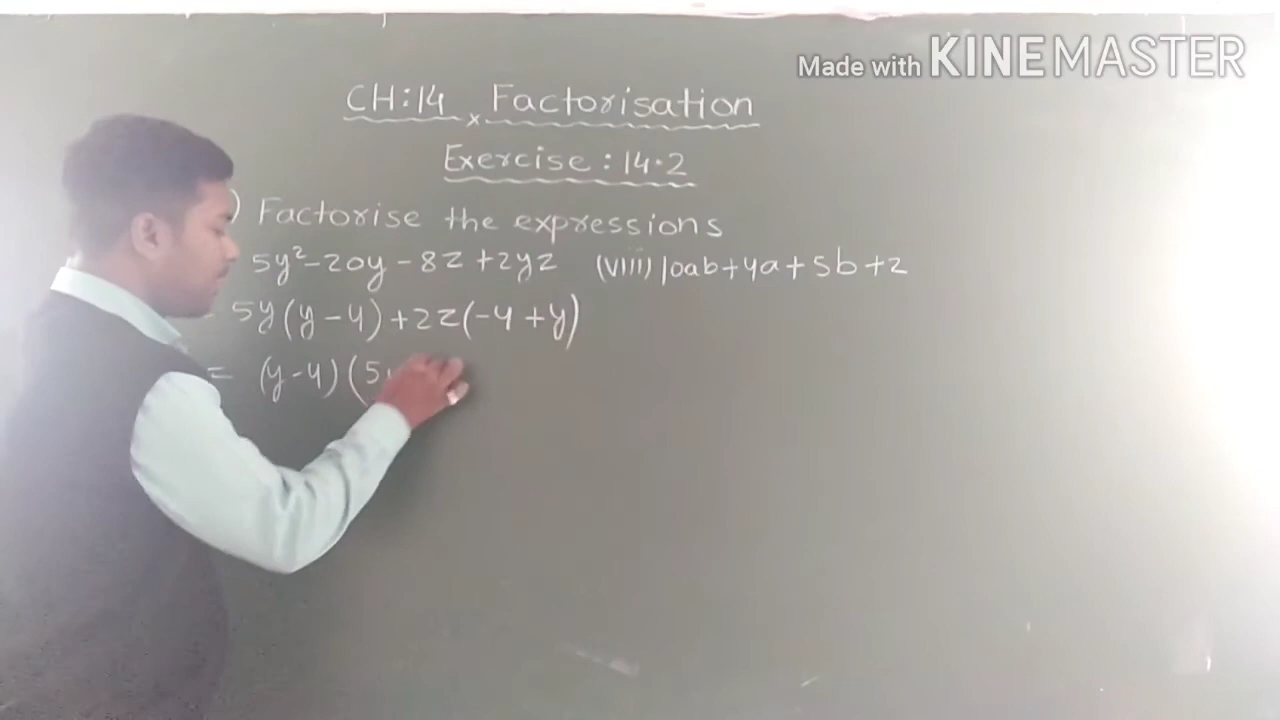 Made with KINEMASTER
CH:14 Factorisation
Exercise: 14.2
) Factorise the expressions
5y²-20y-8z+2yz (VIII) 10ab+4a+5b+2
5y(y-4)+2z(-4+y)
= (y-4)(5